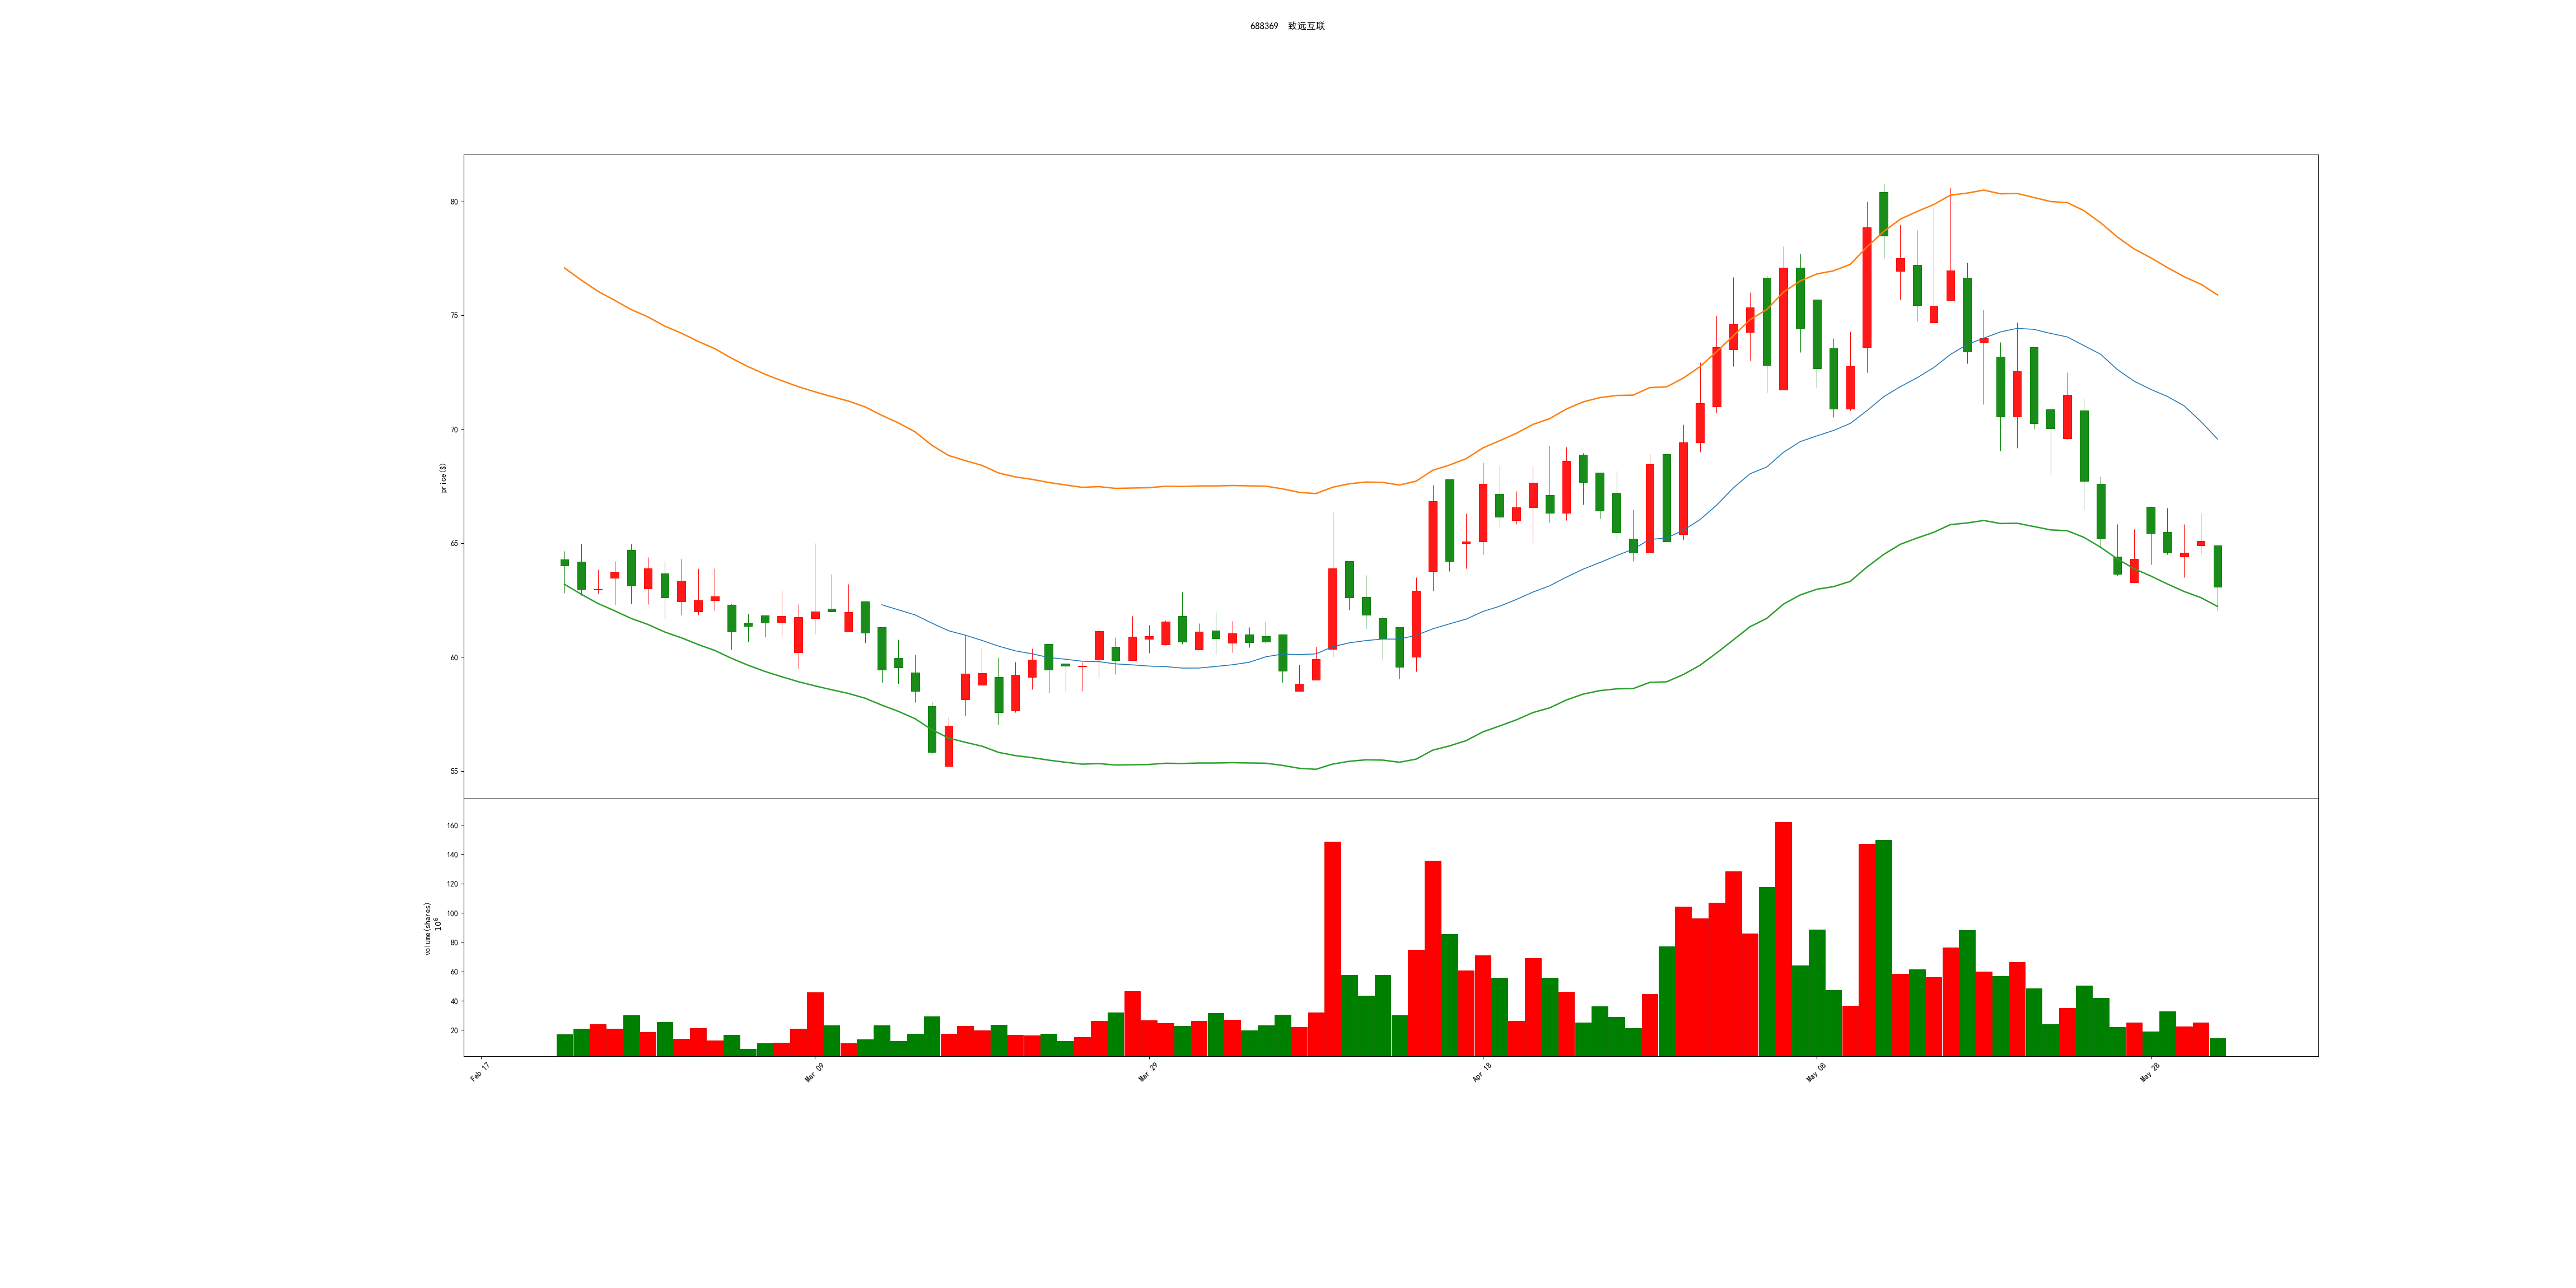 688369 致远互联
80
75
70
65
60
55
price($)
160
140
120
100
80
60
40
20
volume(shares)
10^6
Feb 17
Mar 09
Mar 29
Apr 18
May 08
May 28